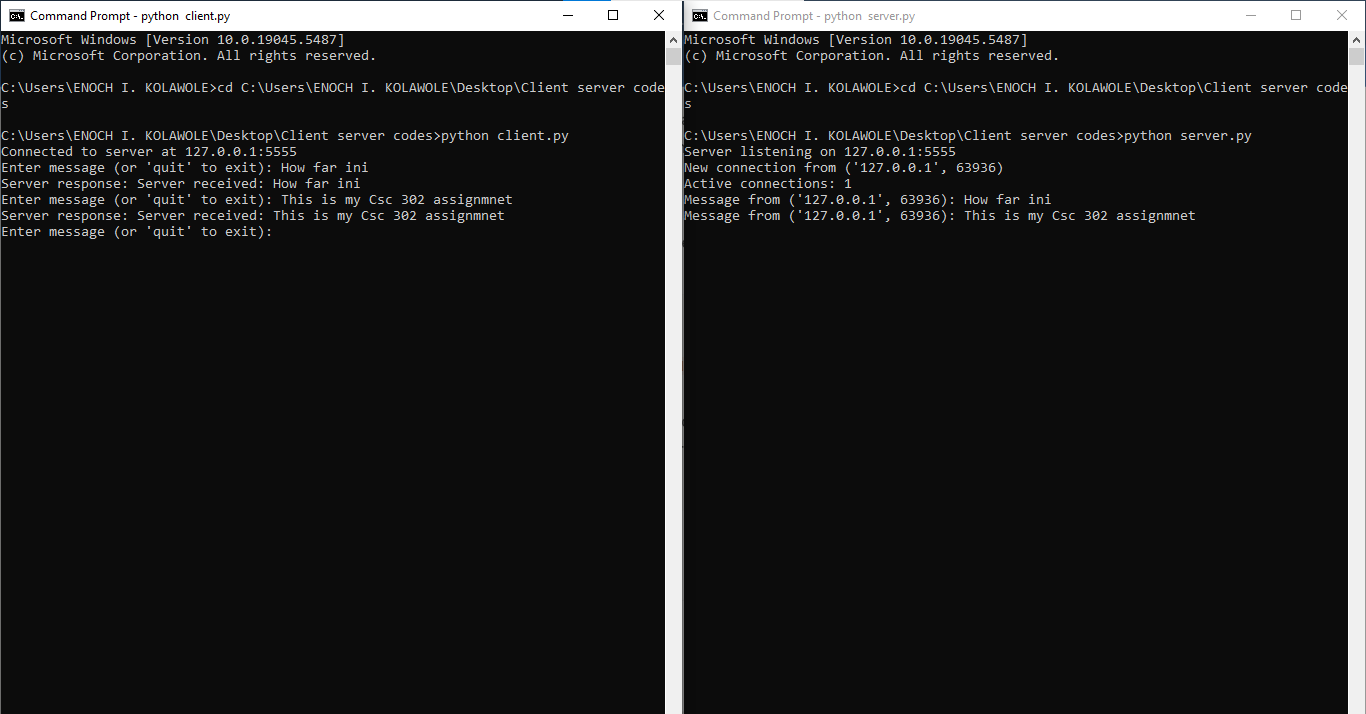 Command Prompt - python  client.py
Microsoft Windows [Version 10.0.19045.5487]
(c) Microsoft Corporation. All rights reserved.
C:\Users\ENOCH I. KOLAWOLE>cd C:\Users\ENOCH I. KOLAWOLE\Desktop\Client server code
s
C:\Users\ENOCH I. KOLAWOLE\Desktop\Client server codes>python client.py
Connected to server at 127.0.0.1:5555
Enter message (or 'quit' to exit): How far ini
Server response: Server received: How far ini
Enter message (or 'quit' to exit): This is my Csc 302 assignmnet
Server response: Server received: This is my Csc 302 assignmnet
Enter message (or 'quit' to exit):
Command Prompt - python  server.py
Microsoft Windows [Version 10.0.19045.5487]
(c) Microsoft Corporation. All rights reserved.
C:\Users\ENOCH I. KOLAWOLE>cd C:\Users\ENOCH I. KOLAWOLE\Desktop\Client server code
s
C:\Users\ENOCH I. KOLAWOLE\Desktop\Client server codes>python server.py
Server listening on 127.0.0.1:5555
New connection from ('127.0.0.1', 63936)
Active connections: 1
Message from ('127.0.0.1', 63936): How far ini
Message from ('127.0.0.1', 63936): This is my Csc 302 assignmnet